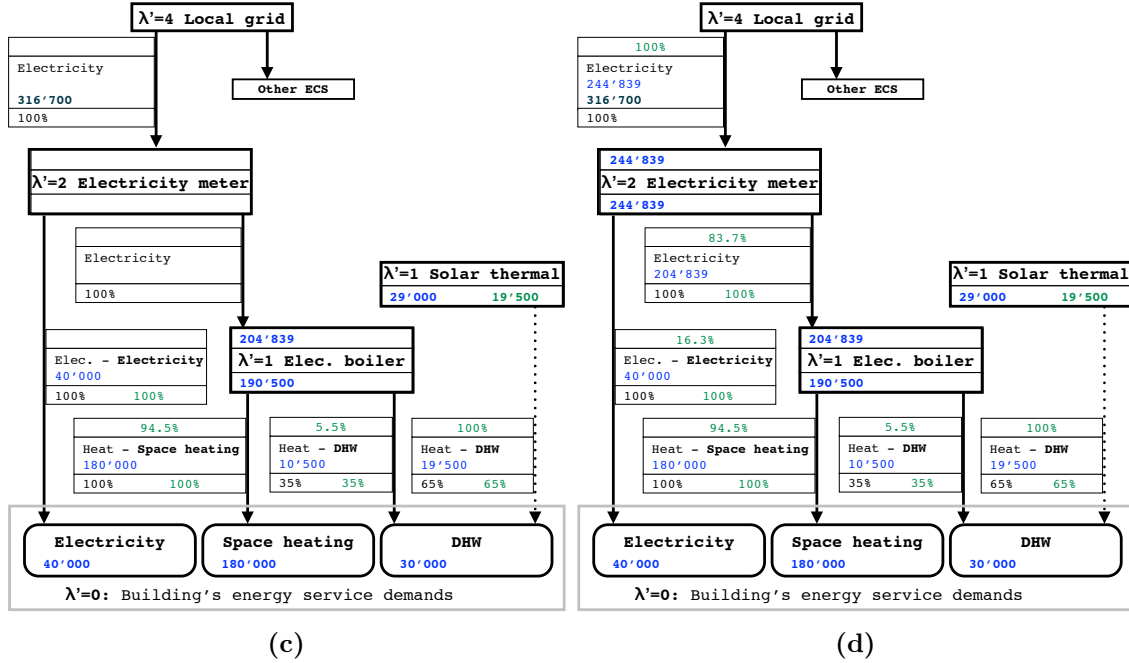 λ'=4 Local grid
Electricity
316'700
100%
Other ECS
λ'=2 Electricity meter
Electricity
100%
λ'=1 Solar thermal
29'000 19'500
204'839
λ'=1 Elec. boiler
190'500
Elec. – Electricity
40'000
100% 100%
94.5%
Heat – Space heating
180'000
100% 100%
5.5%
Heat – DHW
10'500
35% 35%
100%
Heat – DHW
19'500
65% 65%
Electricity
40'000
Space heating
180'000
DHW
30'000
λ'=0: Building's energy service demands
(c)
λ'=4 Local grid
100%
Electricity
244'839
316'700
100%
Other ECS
244'839
λ'=2 Electricity meter
244'839
83.7%
Electricity
204'839
100% 100%
λ'=1 Solar thermal
29'000 19'500
204'839
λ'=1 Elec. boiler
190'500
16.3%
Elec. – Electricity
40'000
100% 100%
94.5%
Heat – Space heating
180'000
100% 100%
5.5%
Heat – DHW
10'500
35% 35%
100%
Heat – DHW
19'500
65% 65%
Electricity
40'000
Space heating
180'000
DHW
30'000
λ'=0: Building's energy service demands
(d)